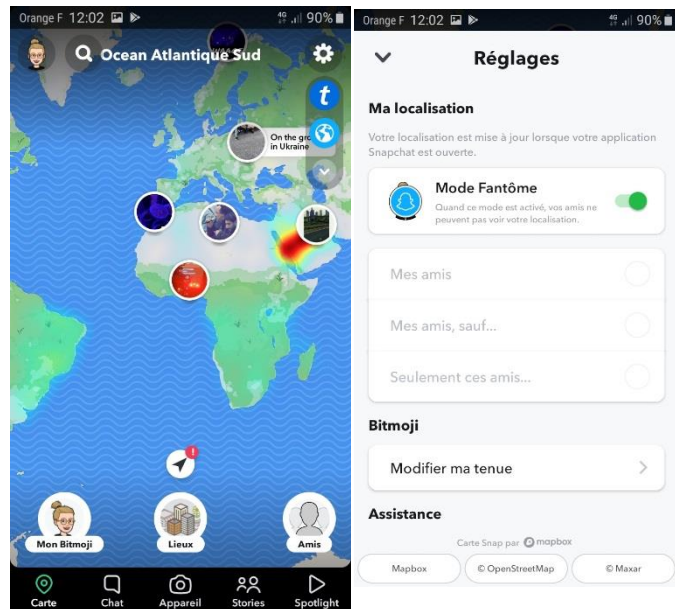 Orange F 12:02 4G 90%
Ocean Atlantique Sud
t
On the gro
in Ukraine
!
Mon Bitmoji
Lieux
Amis
Carte
Chat
Appareil
Stories
Spotlight
Orange F 12:02 4G 90%
Réglages
Ma localisation
Votre localisation est mise à jour lorsque votre application
Snapchat est ouverte.
Mode Fantôme
Quand ce mode est activé, vos amis ne
peuvent pas voir votre localisation.
Mes amis
Mes amis, sauf...
Seulement ces amis...
Bitmoji
Modifier ma tenue
Assistance
Carte Snap par mapbox
Mapbox
© OpenStreetMap
© Maxar